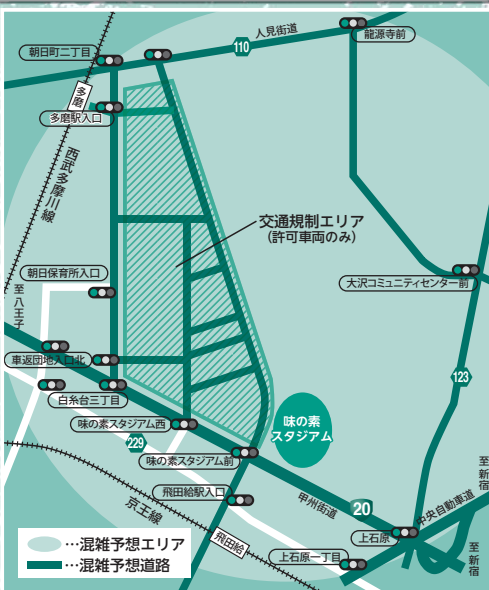 朝日町二丁目
110
人見街道
龍源寺前
多磨
多磨駅入口
西武多摩川線
交通規制エリア
(許可車両のみ)
朝日保育所入口
至八王子
大沢コミュニティセンター前
車返団地入口北
123
白糸台三丁目
味の素スタジアム西
味の素
スタジアム
229
味の素スタジアム前
至新宿
飛田給駅入口
甲州街道
20
中央自動車道
京王線
上石原
飛田給
至新宿
上石原一丁目
…混雑予想エリア
…混雑予想道路